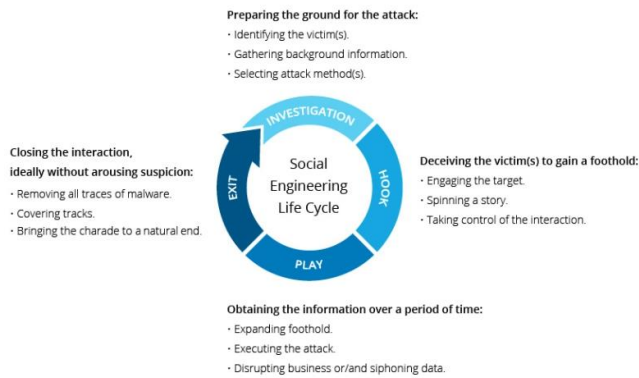 Preparing the ground for the attack:
· Identifying the victim(s).
· Gathering background information.
· Selecting attack method(s).
INVESTIGATION
Closing the interaction,
ideally without arousing suspicion:
· Removing all traces of malware.
· Covering tracks.
· Bringing the charade to a natural end.
EXIT
Social
Engineering
Life Cycle
HOOK
Deceiving the victim(s) to gain a foothold:
· Engaging the target.
· Spinning a story.
· Taking control of the interaction.
PLAY
Obtaining the information over a period of time:
· Expanding foothold.
· Executing the attack.
· Disrupting business or/and siphoning data.